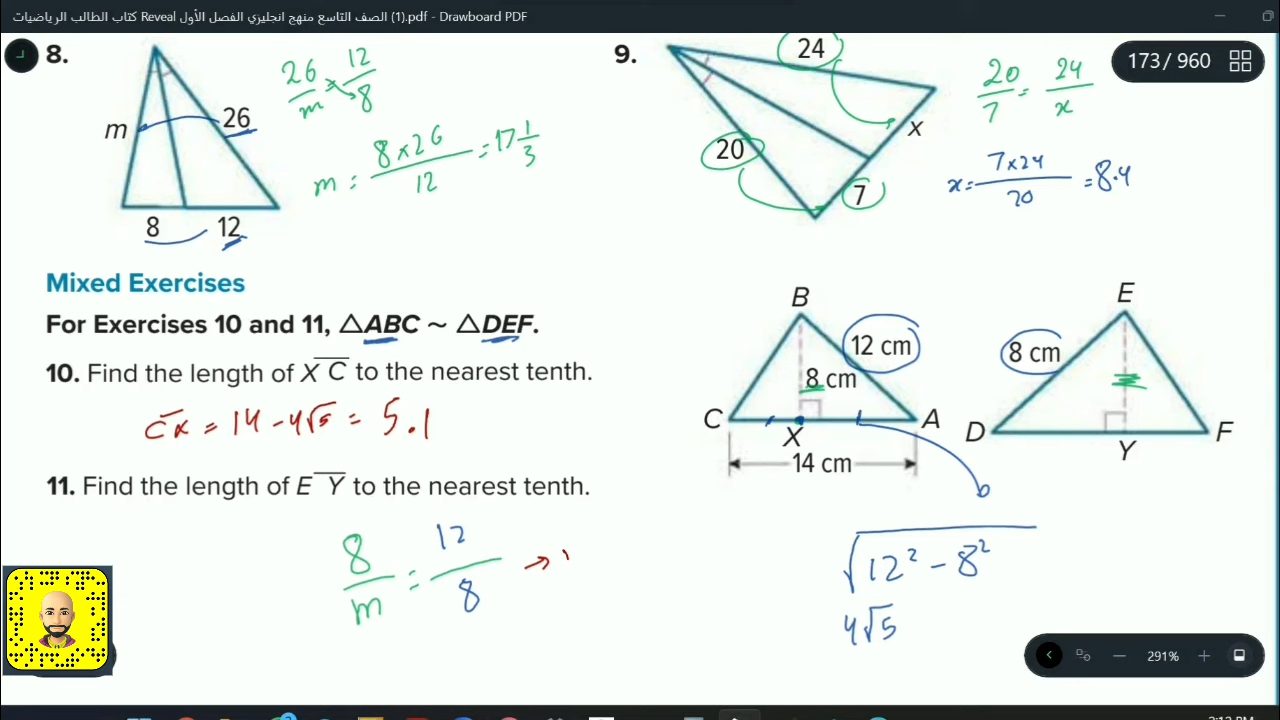 كتاب الطالب الرياضيات Reveal الصف التاسع منهج انجليزي الفصل الأول (1).pdf - Drawboard PDF
173 / 960
8.
m
26
8
12
26/m = 12/8
m = 8×26/12 = 17 1/3
9.
24
x
20
7
20/7 = 24/x
x = 7×24/20 = 8.4
Mixed Exercises
For Exercises 10 and 11, △ABC ~ △DEF.
10. Find the length of X̅C̅ to the nearest tenth.
CX = 14 - 4√5 = 5.1
11. Find the length of E̅Y̅ to the nearest tenth.
8/m = 12/8 →
B
12 cm
8 cm
C
X
A
14 cm
E
8 cm
D
Y
F
√12² - 8²
4√5
291%